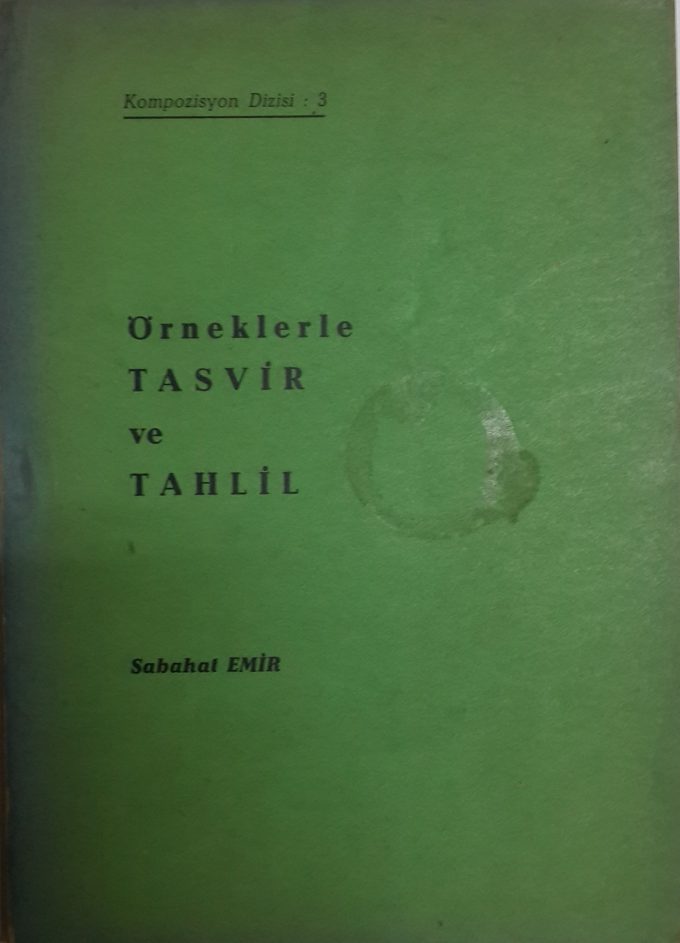 Kompozisyon Dizisi : 3
Örneklerle
TASVİR
ve
TAHLİL
Sabahat EMİR